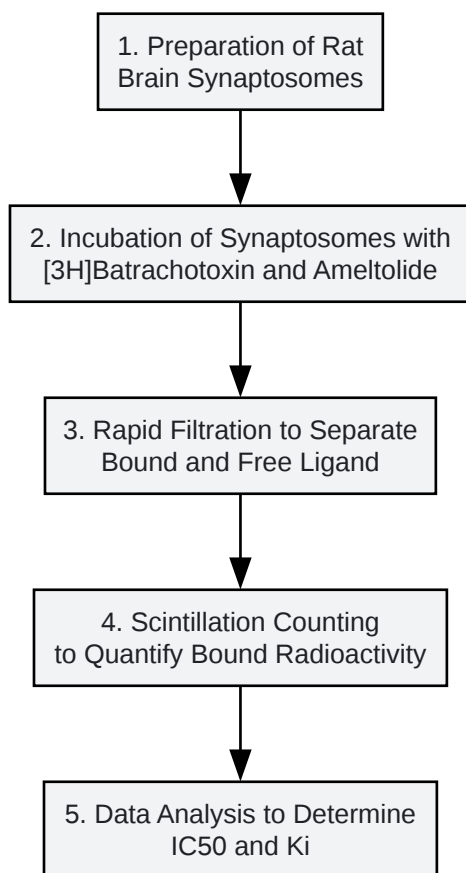 1. Preparation of Rat
Brain Synaptosomes
2. Incubation of Synaptosomes with
[3H]Batrachotoxin and Ameltolide
3. Rapid Filtration to Separate
Bound and Free Ligand
4. Scintillation Counting
to Quantify Bound Radioactivity
5. Data Analysis to Determine
IC50 and Ki